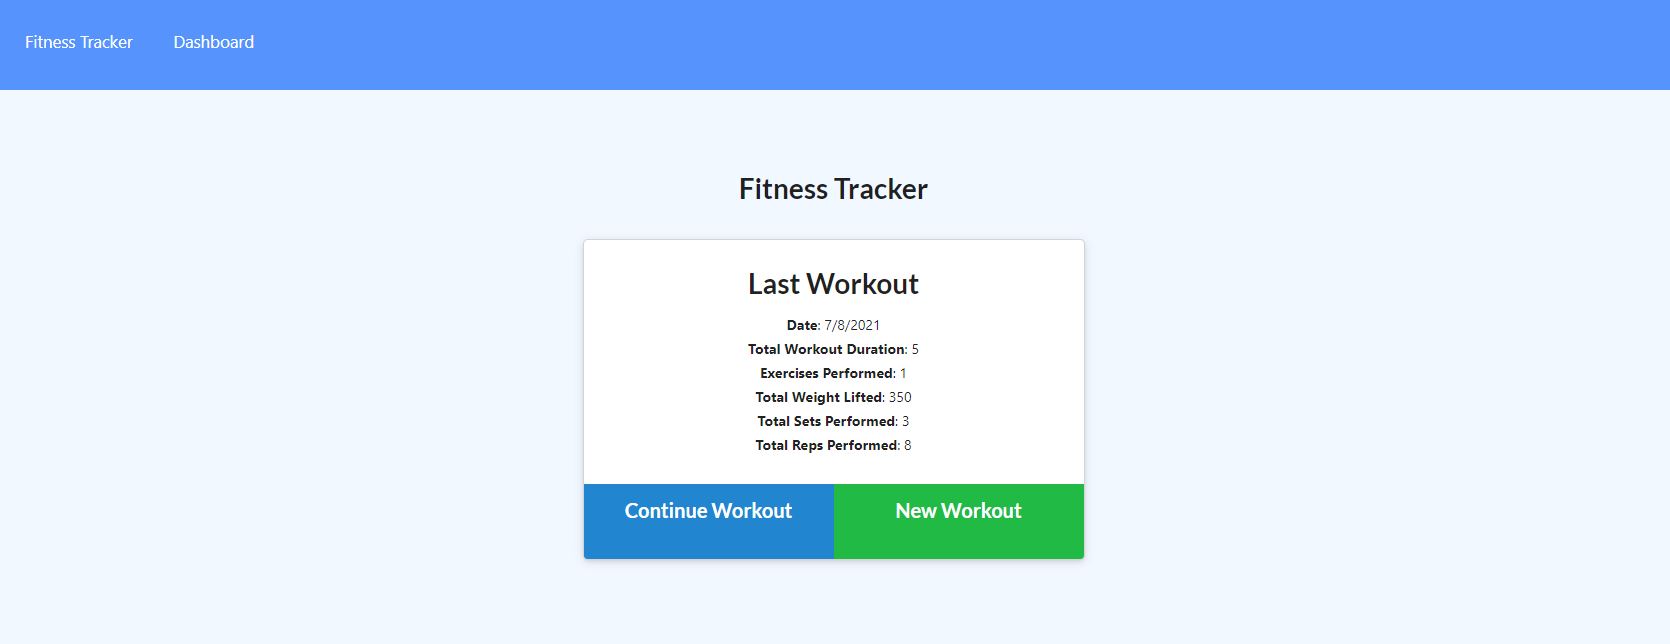 Fitness Tracker Dashboard
Fitness Tracker
Last Workout
Date: 7/8/2021
Total Workout Duration: 5
Exercises Performed: 1
Total Weight Lifted: 350
Total Sets Performed: 3
Total Reps Performed: 8
Continue Workout New Workout